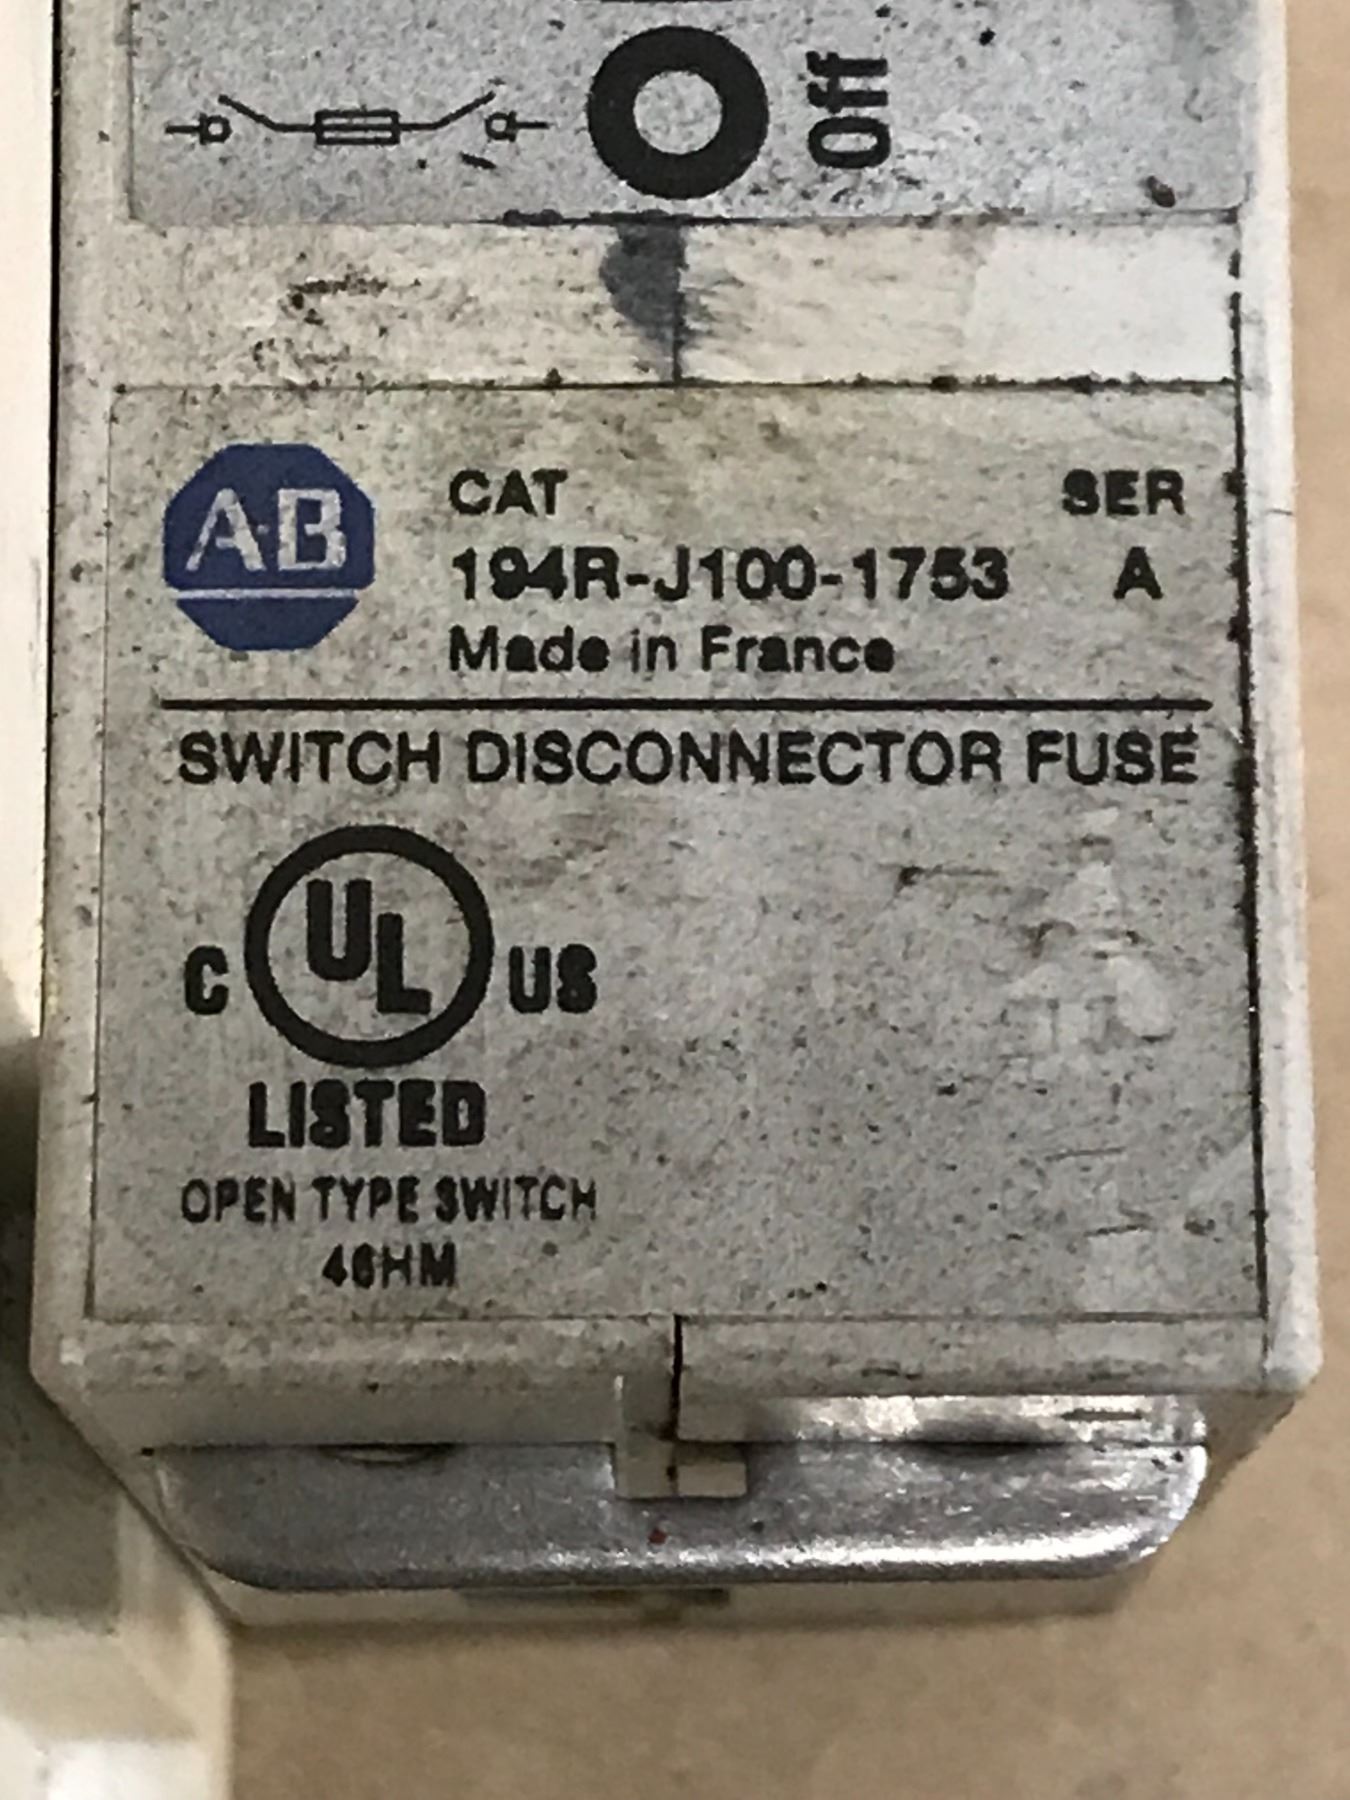 Off
AB
CAT SER
194R-J100-1753 A
Made in France
SWITCH DISCONNECTOR FUSE
C UL US
LISTED
OPEN TYPE SWITCH
46HM